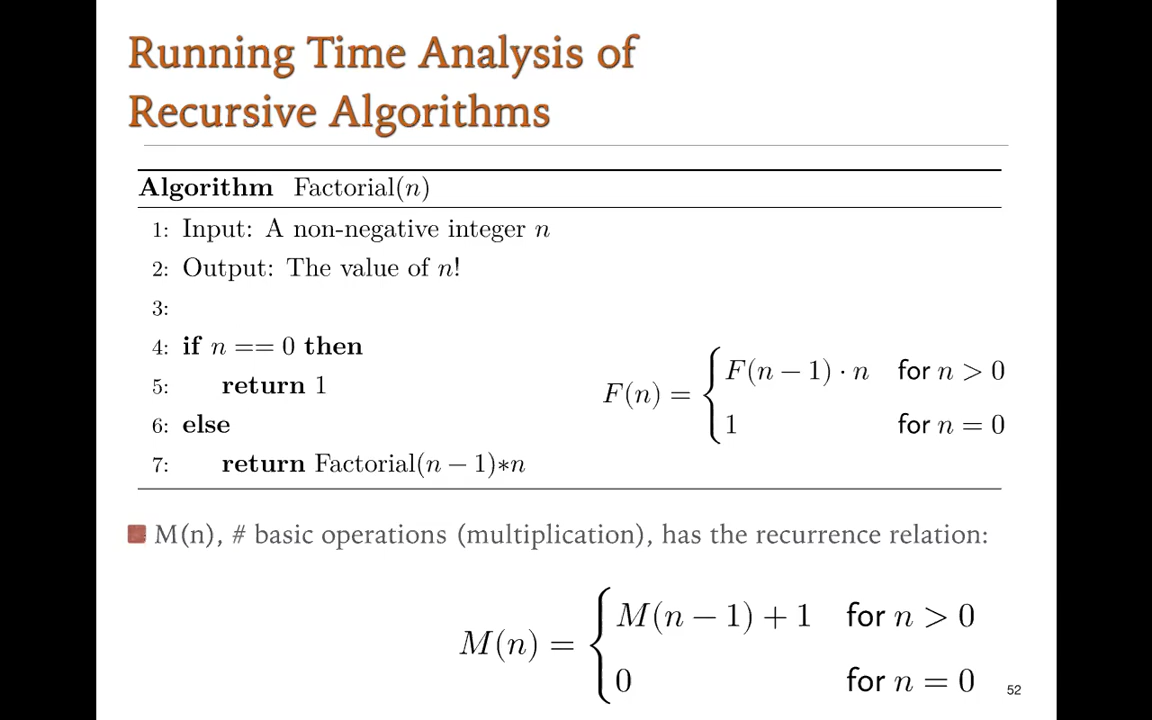 Running Time Analysis of
Recursive Algorithms
Algorithm Factorial(n)
1: Input: A non-negative integer n
2: Output: The value of n!
3:
4: if n == 0 then
5: return 1
6: else
7: return Factorial(n − 1)*n
F(n) = { F(n − 1) · n for n > 0
1 for n = 0
M(n), # basic operations (multiplication), has the recurrence relation:
M(n) = { M(n − 1) + 1 for n > 0
0 for n = 0
52